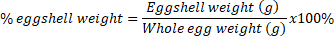 % eggshell weight = Eggshell weight (g) / Whole egg weight (g) x100%